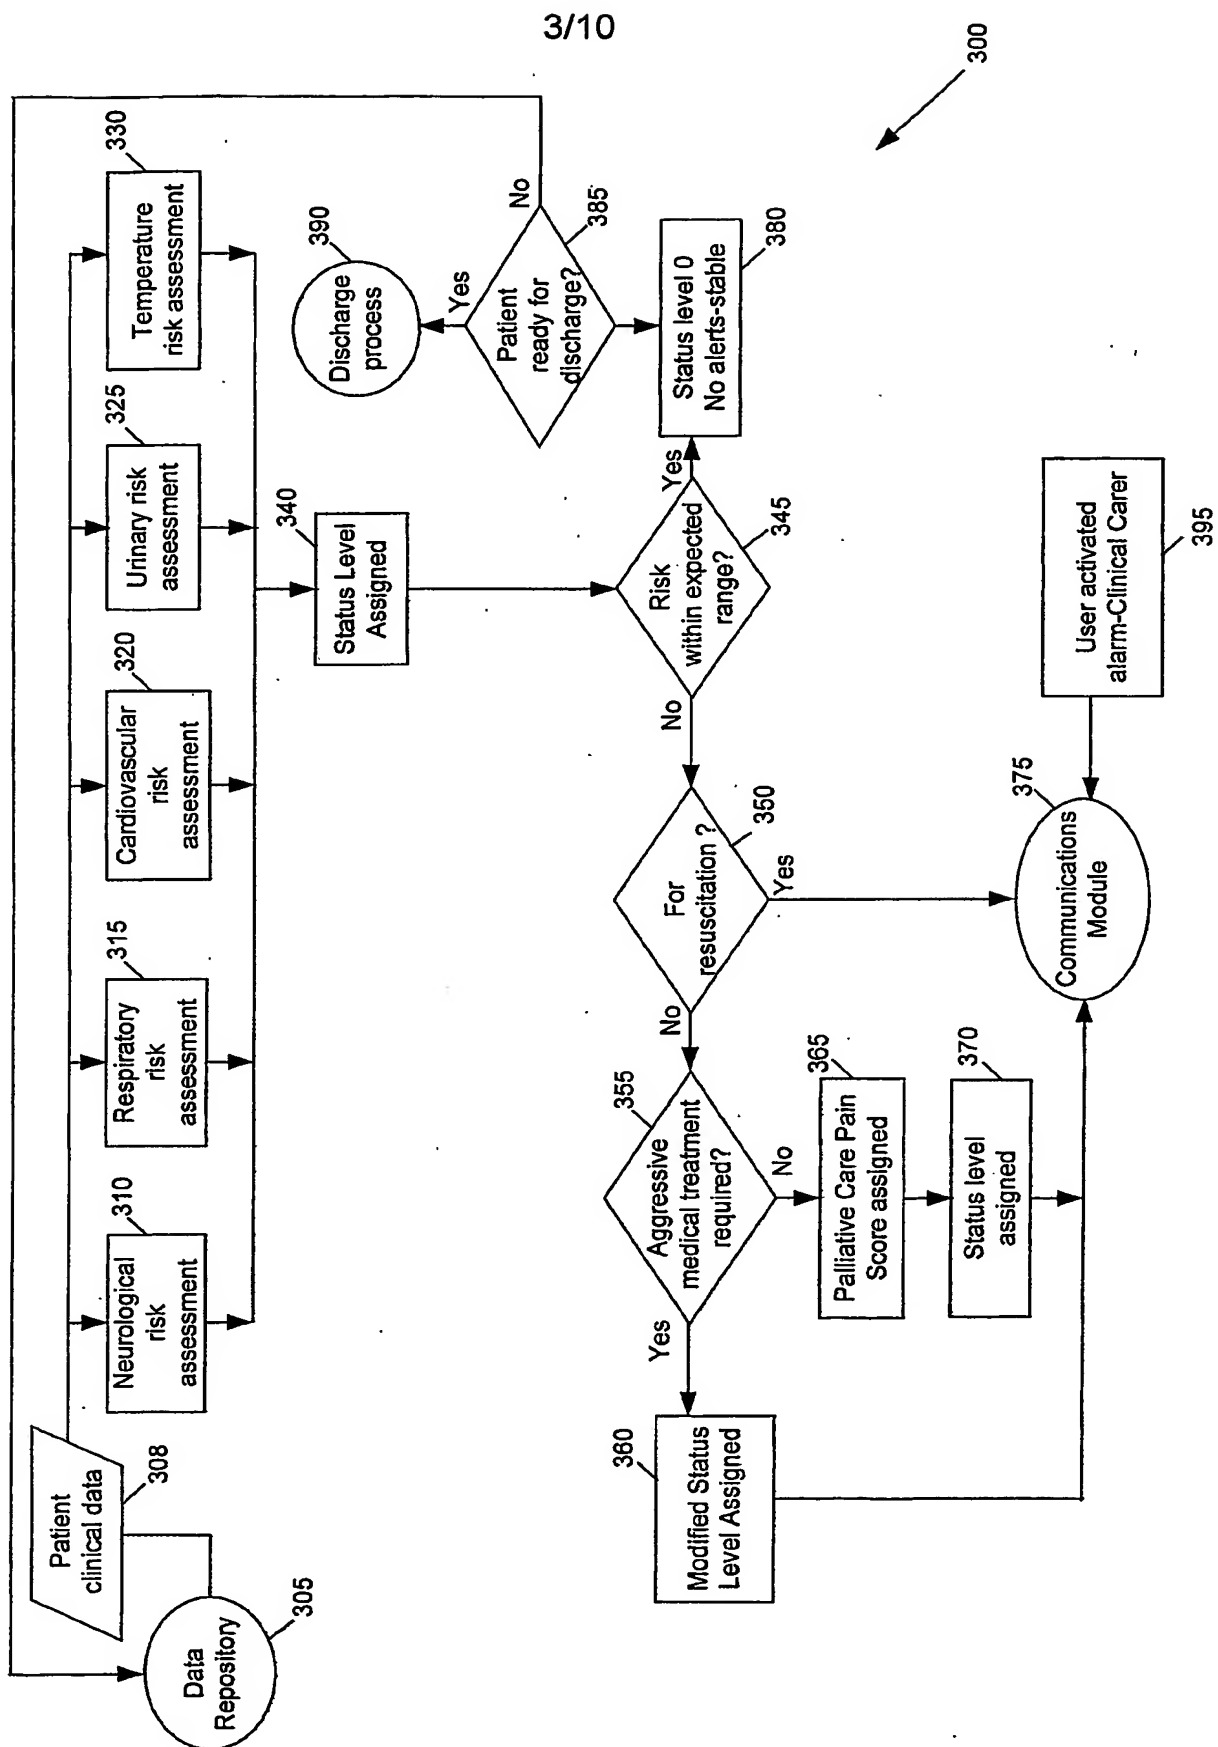 3/10
300
Patient
clinical data
308
Data
Repository
305
Neurological
risk
assessment
310
Respiratory
risk
assessment
315
Cardiovascular
risk
assessment
320
Urinary risk
assessment
325
Temperature
risk assessment
330
Status Level
Assigned
340
Discharge
process
390
Yes
Patient
ready for
discharge?
385
No
Status level 0
No alerts-stable
380
Yes
Risk
within expected
range?
345
No
For
resuscitation ?
350
Yes
No
Aggressive
medical treatment
required?
355
Yes
No
Modified Status
Level Assigned
360
Palliative Care Pain
Score assigned
365
Status level
assigned
370
Communications
Module
375
User activated
alarm-Clinical Carer
395